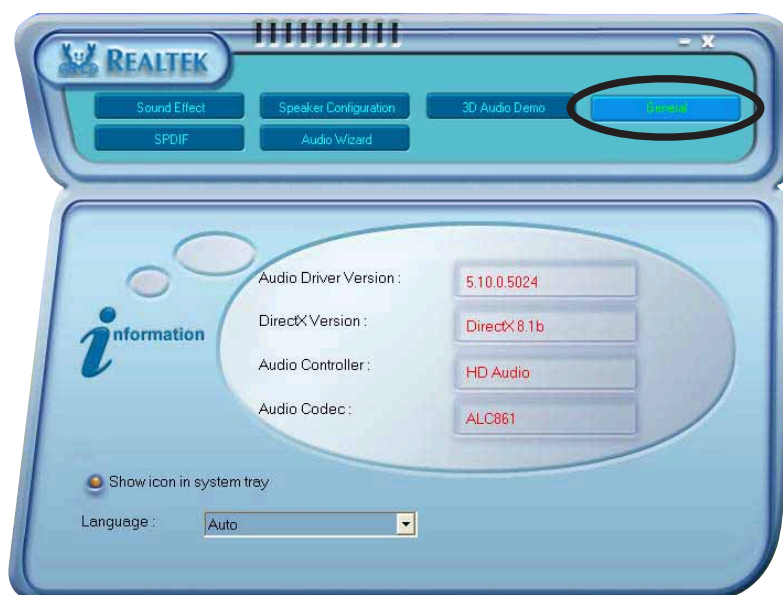 REALTEK
- X
Sound Effect
Speaker Configuration
3D Audio Demo
General
SPDIF
Audio Wizard
information
Audio Driver Version :
5.10.0.5024
DirectX Version :
DirectX 8.1b
Audio Controller :
HD Audio
Audio Codec :
ALC861
Show icon in system tray
Language :
Auto